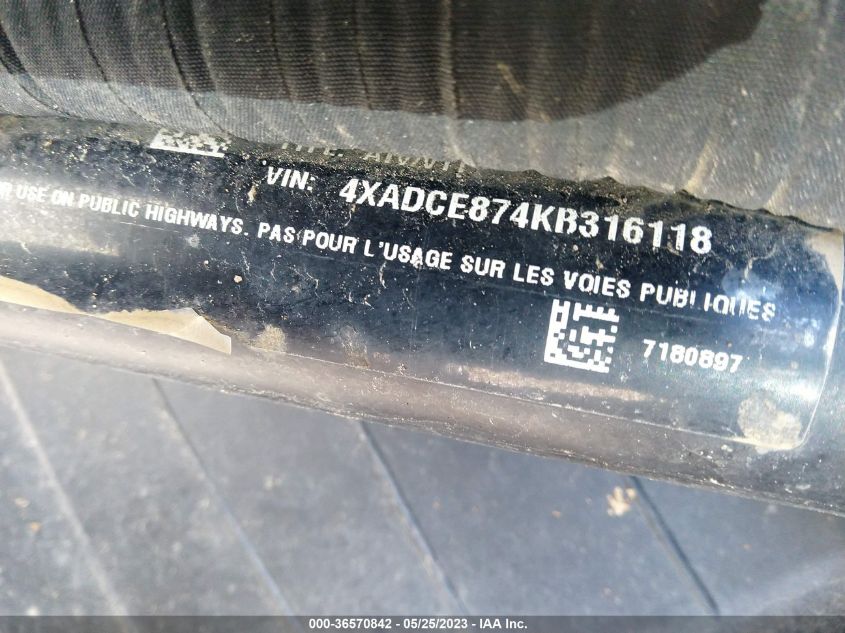 VIN: 4XADCE874KB316118
USE ON PUBLIC HIGHWAYS. PAS POUR L'USAGE SUR LES VOIES PUBLIQUES
7180897
000-36570842 - 05/25/2023 - IAA Inc.